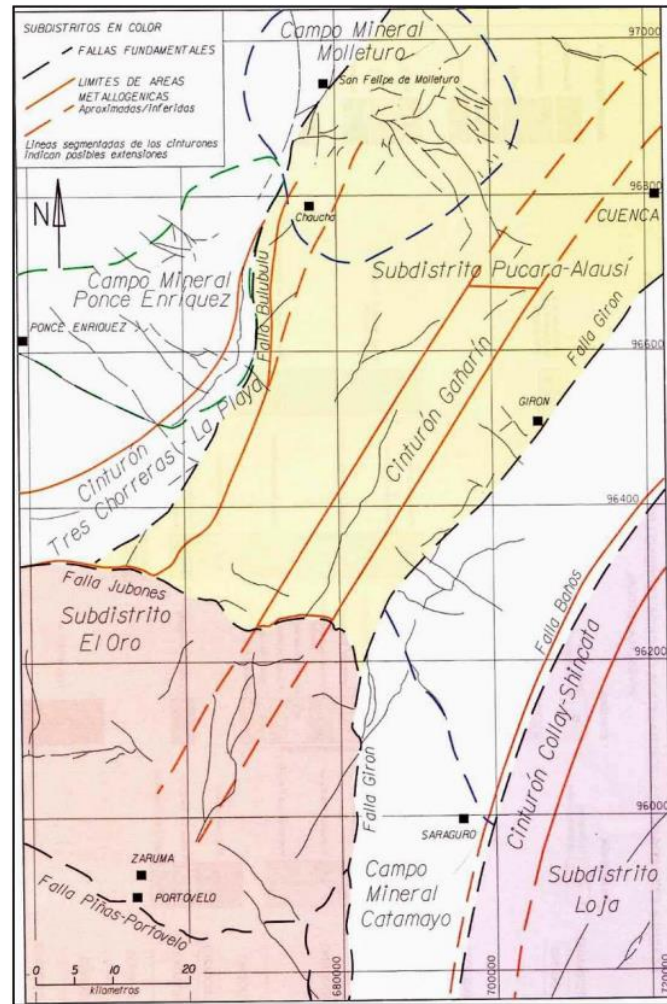 SUBDISTRITOS EN COLOR
FALLAS FUNDAMENTALES
LIMITES DE AREAS
METALLOGENICAS
Aproximadas/Inferidas
Lineas segmentadas de los cinturones
indican posibles extensiones
Campo Mineral
Molleturo
San Felipe de Molleturo
97000
N
Chaucha
96800
CUENCA
Campo Mineral
Ponce Enriquez
PONCE ENRIQUEZ
Falla Bulubulu
Subdistrito Pucara-Alausí
Falla Giron
96600
Cinturón Gañarín
GIRON
Cinturón
Tres Chorreras - La Playa
96400
Falla Jubones
Subdistrito
El Oro
Falla Baños
96200
Cinturón Collay-Shincata
Falla Giron
96000
SARAGURO
ZARUMA
PORTOVELO
Falla Piñas-Portovelo
Campo
Mineral
Catamayo
Subdistrito
Loja
0 10 20
kilometros
680000
700000